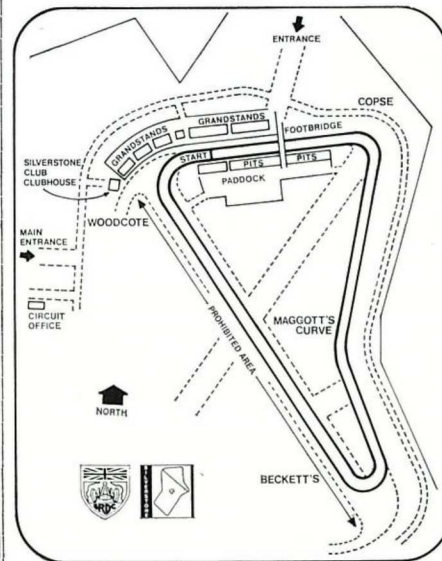 ENTRANCE
COPSE
GRANDSTANDS
GRANDSTANDS
FOOTBRIDGE
START
PITS
PITS
PADDOCK
SILVERSTONE
CLUB
CLUBHOUSE
WOODCOTE
MAIN
ENTRANCE
CIRCUIT
OFFICE
PROHIBITED AREA
MAGGOTT'S
CURVE
NORTH
BECKETT'S
BRDC
SILVERSTONE